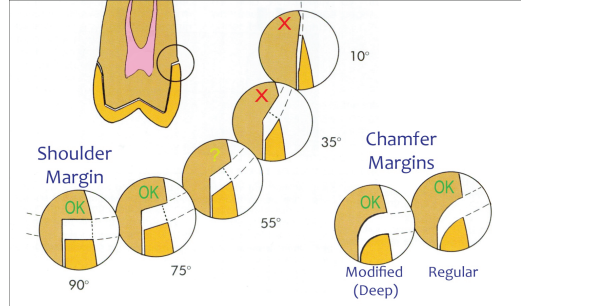 X
10°
X
35°
Chamfer
Margins
Shoulder
Margin
?
OK
OK
OK
OK
55°
75°
90°
Modified
(Deep)
Regular